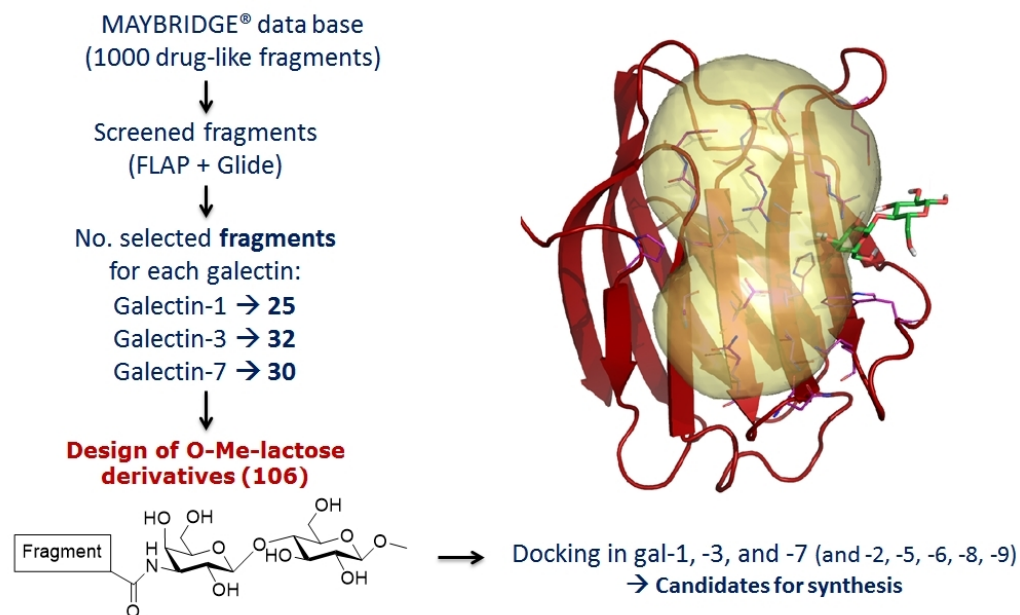 MAYBRIDGE® data base
(1000 drug-like fragments)
Screened fragments
(FLAP + Glide)
No. selected fragments
for each galectin:
Galectin-1 → 25
Galectin-3 → 32
Galectin-7 → 30
Design of O-Me-lactose
derivatives (106)
Fragment
O
N
H
HO
OH
O
OH
O
OH
HO
O
OH
O
Docking in gal-1, -3, and -7 (and -2, -5, -6, -8, -9)
→ Candidates for synthesis